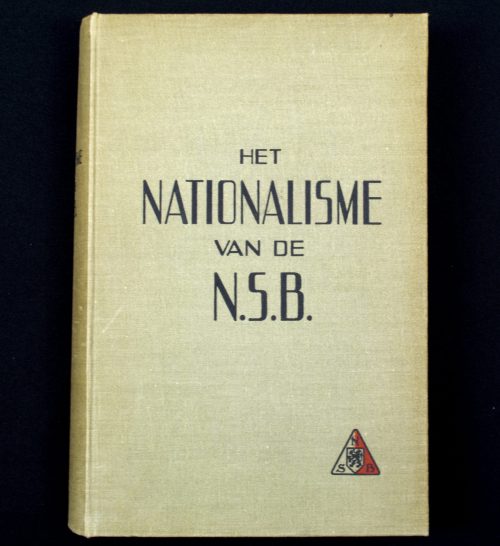 HET
NATIONALISME
VAN DE
N.S.B.
N
S B